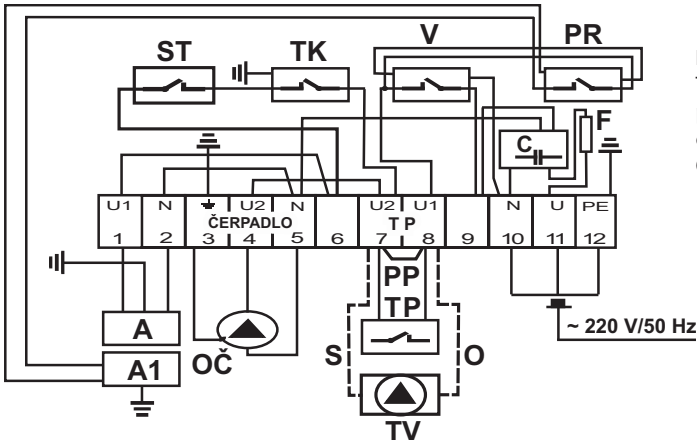 ST TK V PR
C F
U1 N U2 N U2 U1 N U PE
ČERPADLO T P
1 2 3 4 5 6 7 8 9 10 11 12
PP
TP
A
A1
OČ
S O
TV
~ 220 V/50 Hz